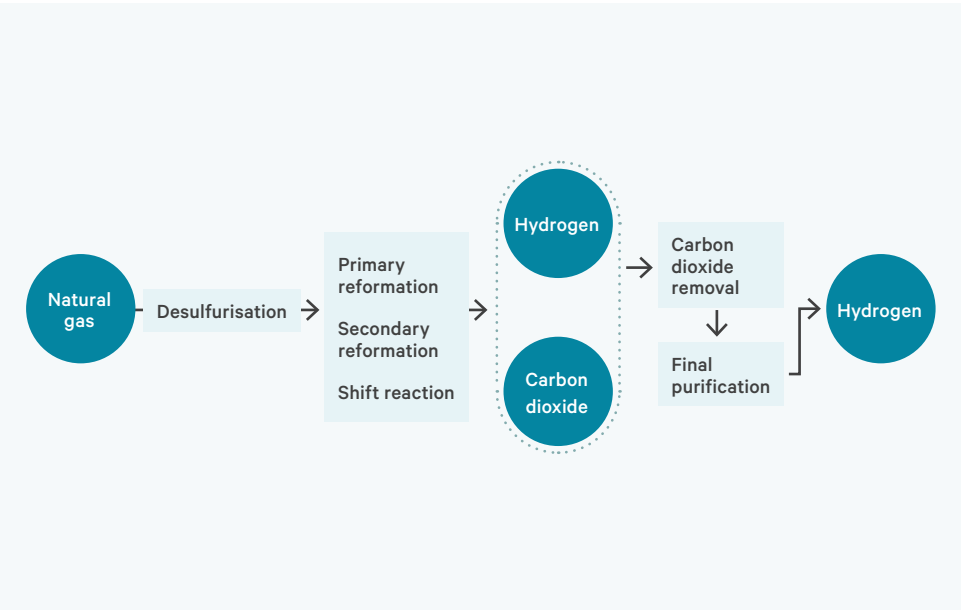 Natural
gas
Desulfurisation
Primary
reformation
Secondary
reformation
Shift reaction
Hydrogen
Carbon
dioxide
Carbon
dioxide
removal
Final
purification
Hydrogen